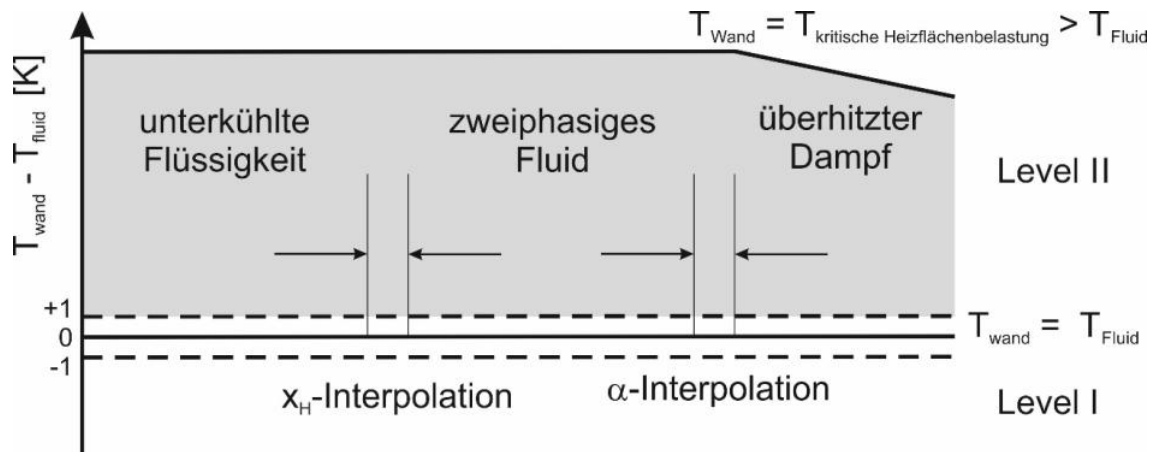 T_Wand = T_kritische Heizflächenbelastung > T_Fluid
T_wand - T_fluid [K]
unterkühlte
Flüssigkeit
zweiphasiges
Fluid
überhitzter
Dampf
Level II
+1
0
-1
T_wand = T_Fluid
x_H-Interpolation
α-Interpolation
Level I